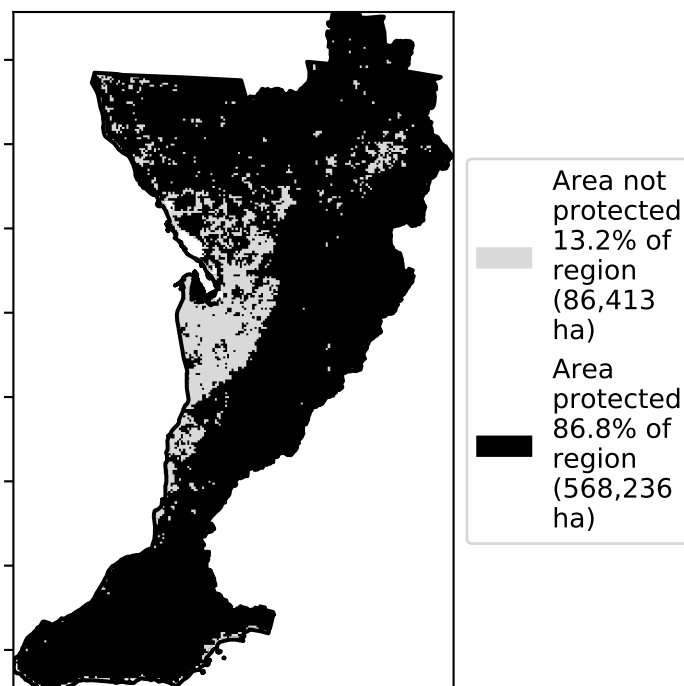 Area not
protected
13.2% of
region
(86,413
ha)
Area
protected
86.8% of
region
(568,236
ha)